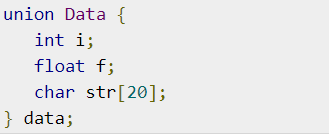 union Data {
   int i;
   float f;
   char str[20];
} data;